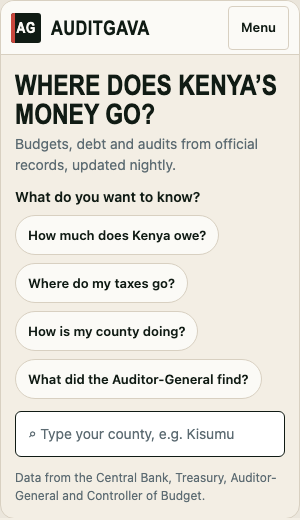 AG AUDITGAVA Menu
WHERE DOES KENYA’S
MONEY GO?
Budgets, debt and audits from official
records, updated nightly.
What do you want to know?
How much does Kenya owe?
Where do my taxes go?
How is my county doing?
What did the Auditor-General find?
⌕ Type your county, e.g. Kisumu
Data from the Central Bank, Treasury, Auditor-
General and Controller of Budget.